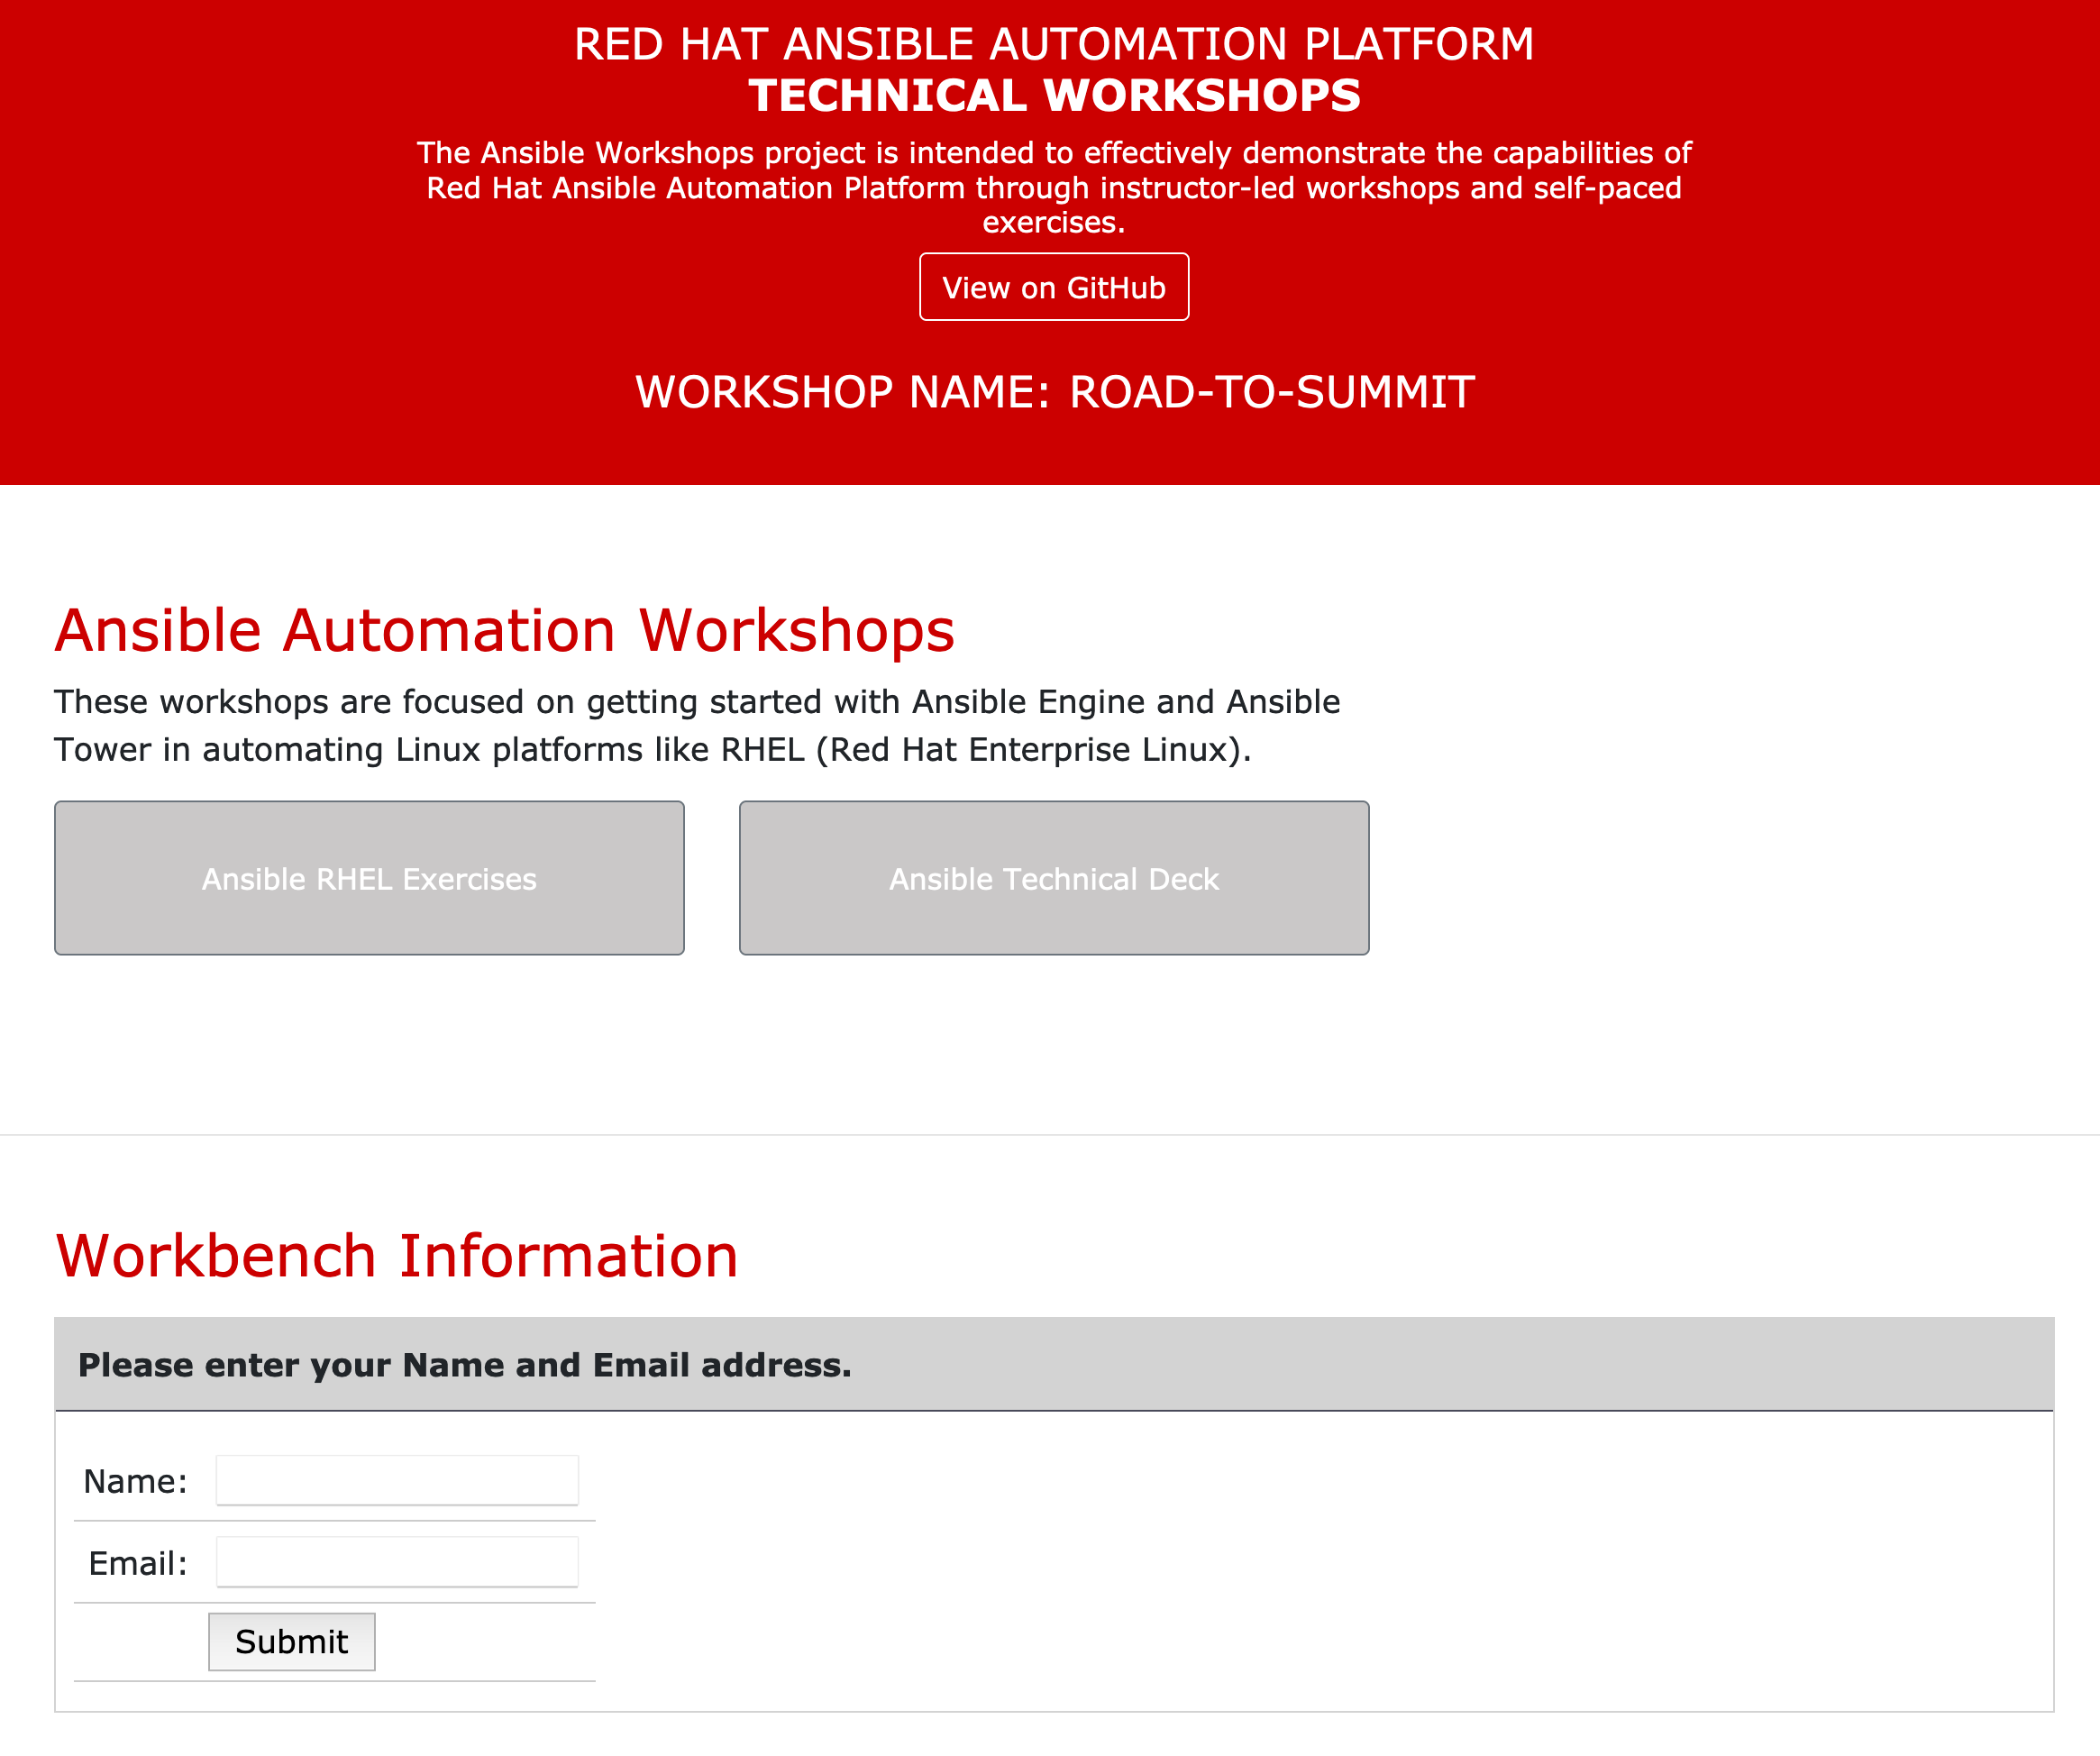 RED HAT ANSIBLE AUTOMATION PLATFORM
TECHNICAL WORKSHOPS
The Ansible Workshops project is intended to effectively demonstrate the capabilities of
Red Hat Ansible Automation Platform through instructor-led workshops and self-paced
exercises.
View on GitHub
WORKSHOP NAME: ROAD-TO-SUMMIT
Ansible Automation Workshops
These workshops are focused on getting started with Ansible Engine and Ansible
Tower in automating Linux platforms like RHEL (Red Hat Enterprise Linux).
Ansible RHEL Exercises
Ansible Technical Deck
Workbench Information
Please enter your Name and Email address.
Name:
Email:
Submit